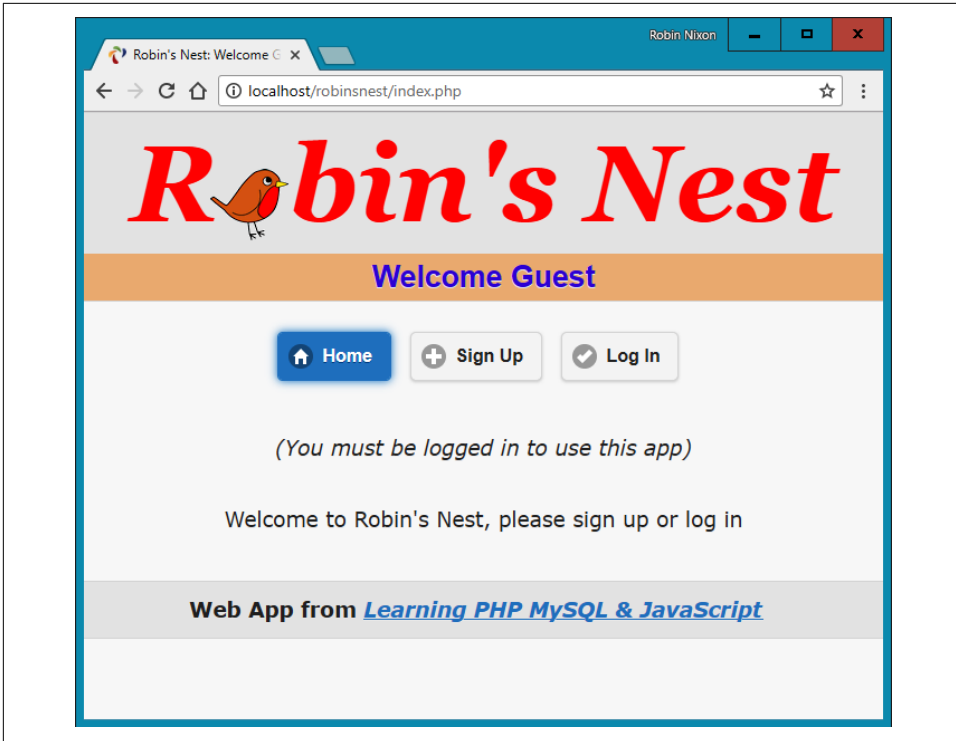 Robin Nixon
Robin's Nest: Welcome G
localhost/robinsnest/index.php
Robin's Nest
Welcome Guest
Home Sign Up Log In
(You must be logged in to use this app)
Welcome to Robin's Nest, please sign up or log in
Web App from Learning PHP MySQL & JavaScript